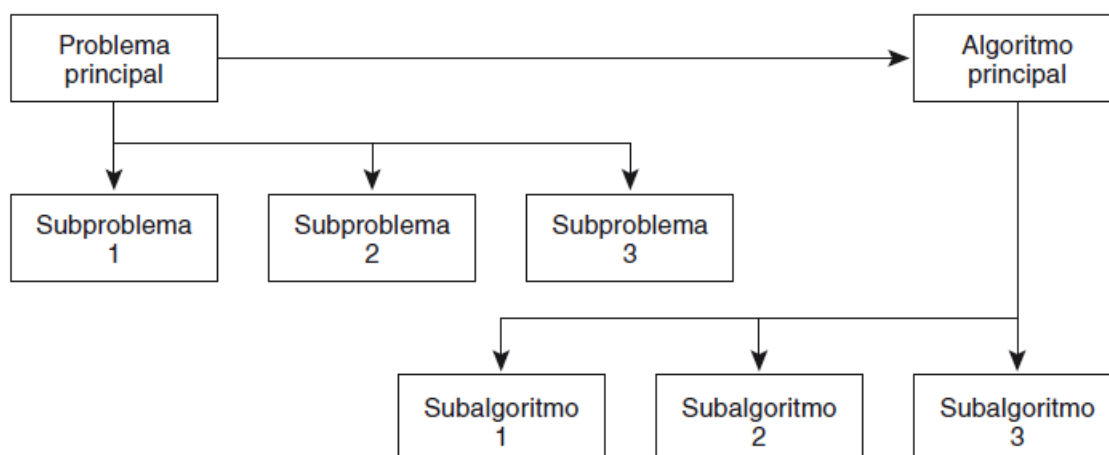 Problema
principal
Algoritmo
principal
Subproblema
1
Subproblema
2
Subproblema
3
Subalgoritmo
1
Subalgoritmo
2
Subalgoritmo
3